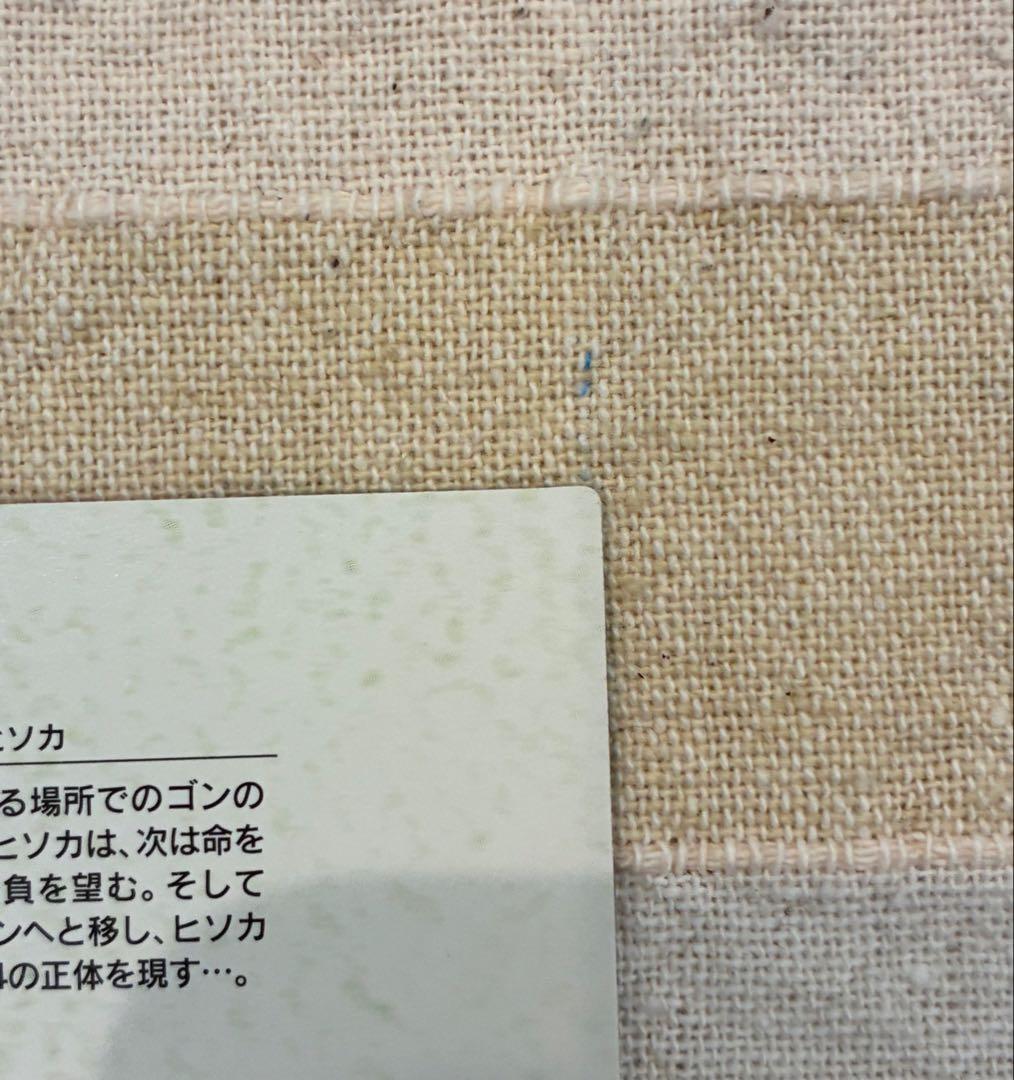 ヒソカ
る場所でのゴンの
ヒソカは、次は命を
負を望む。そして
ンへと移し、ヒソカ
4の正体を現す…。